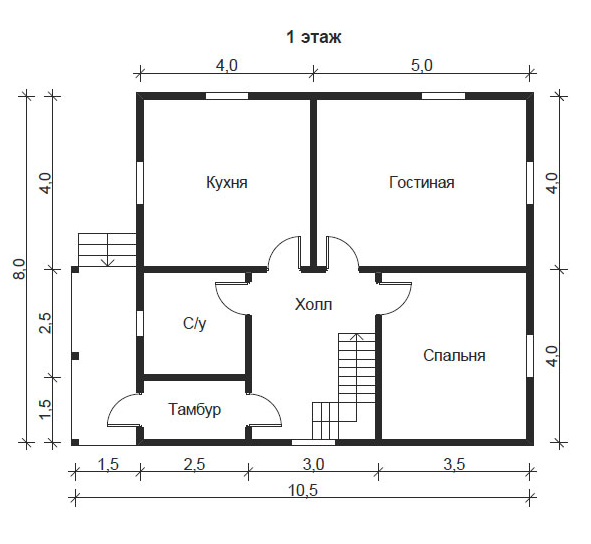 1 этаж
4,0
5,0
4,0
8,0
Кухня
Гостиная
4,0
2,5
С/у
Холл
Спальня
4,0
1,5
Тамбур
1,5
2,5
3,0
3,5
10,5